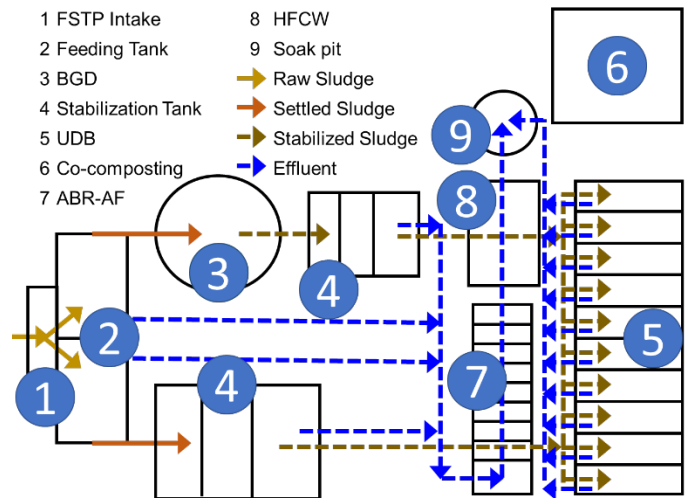 1 FSTP Intake
2 Feeding Tank
3 BGD
4 Stabilization Tank
5 UDB
6 Co-composting
7 ABR-AF
8 HFCW
9 Soak pit
Raw Sludge
Settled Sludge
Stabilized Sludge
Effluent
6
9
8
3
4
2
5
1
4
7